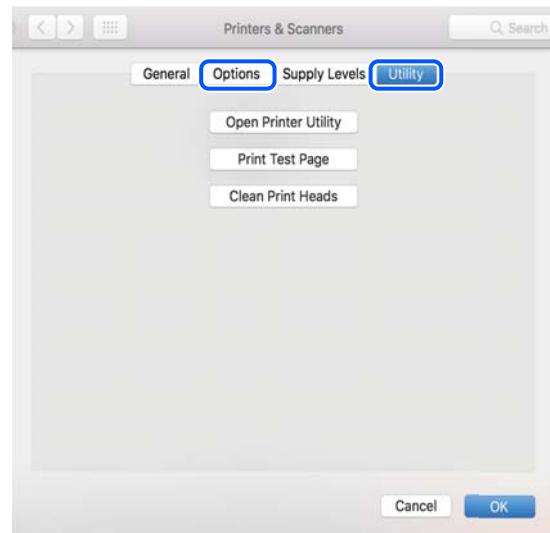 Printers & Scanners Search
General Options Supply Levels Utility
Open Printer Utility
Print Test Page
Clean Print Heads
Cancel OK